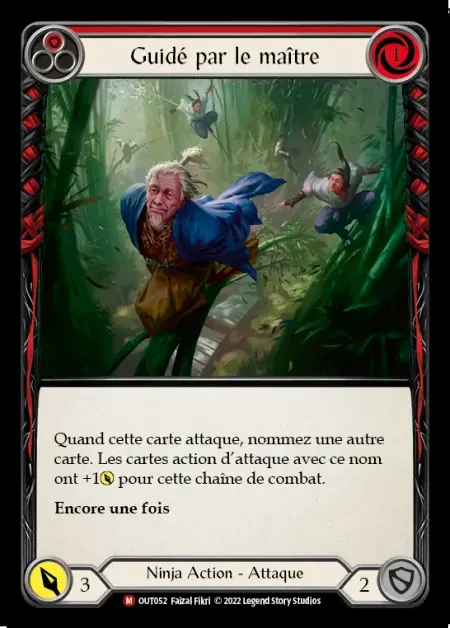 Guidé par le maître
1
Quand cette carte attaque, nommez une autre
carte. Les cartes action d'attaque avec ce nom
ont +1 pour cette chaîne de combat.
Encore une fois
3
Ninja Action - Attaque
2
M OUT052 Faizal Fikri © 2022 Legend Story Studios